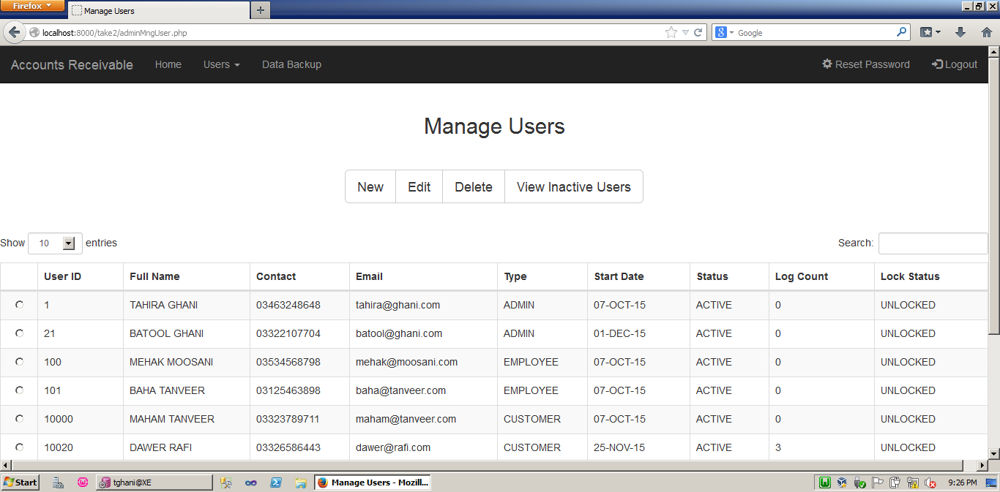 Firefox
Manage Users
localhost:8000/take2/adminMngUser.php
Google
Accounts Receivable Home Users Data Backup Reset Password Logout
Manage Users
New Edit Delete View Inactive Users
Show 10 entries Search:
User ID Full Name Contact Email Type Start Date Status Log Count Lock Status
1 TAHIRA GHANI 03463248648 tahira@ghani.com ADMIN 07-OCT-15 ACTIVE 0 UNLOCKED
21 BATOOL GHANI 03322107704 batool@ghani.com ADMIN 01-DEC-15 ACTIVE 0 UNLOCKED
100 MEHAK MOOSANI 03534568798 mehak@moosani.com EMPLOYEE 07-OCT-15 ACTIVE 0 UNLOCKED
101 BAHA TANVEER 03125463898 baha@tanveer.com EMPLOYEE 07-OCT-15 ACTIVE 0 UNLOCKED
10000 MAHAM TANVEER 03323789711 maham@tanveer.com CUSTOMER 07-OCT-15 ACTIVE 0 UNLOCKED
10020 DAWER RAFI 03326586443 dawer@rafi.com CUSTOMER 25-NOV-15 ACTIVE 3 UNLOCKED
Start tghani@XE Manage Users - Mozill... 9:26 PM